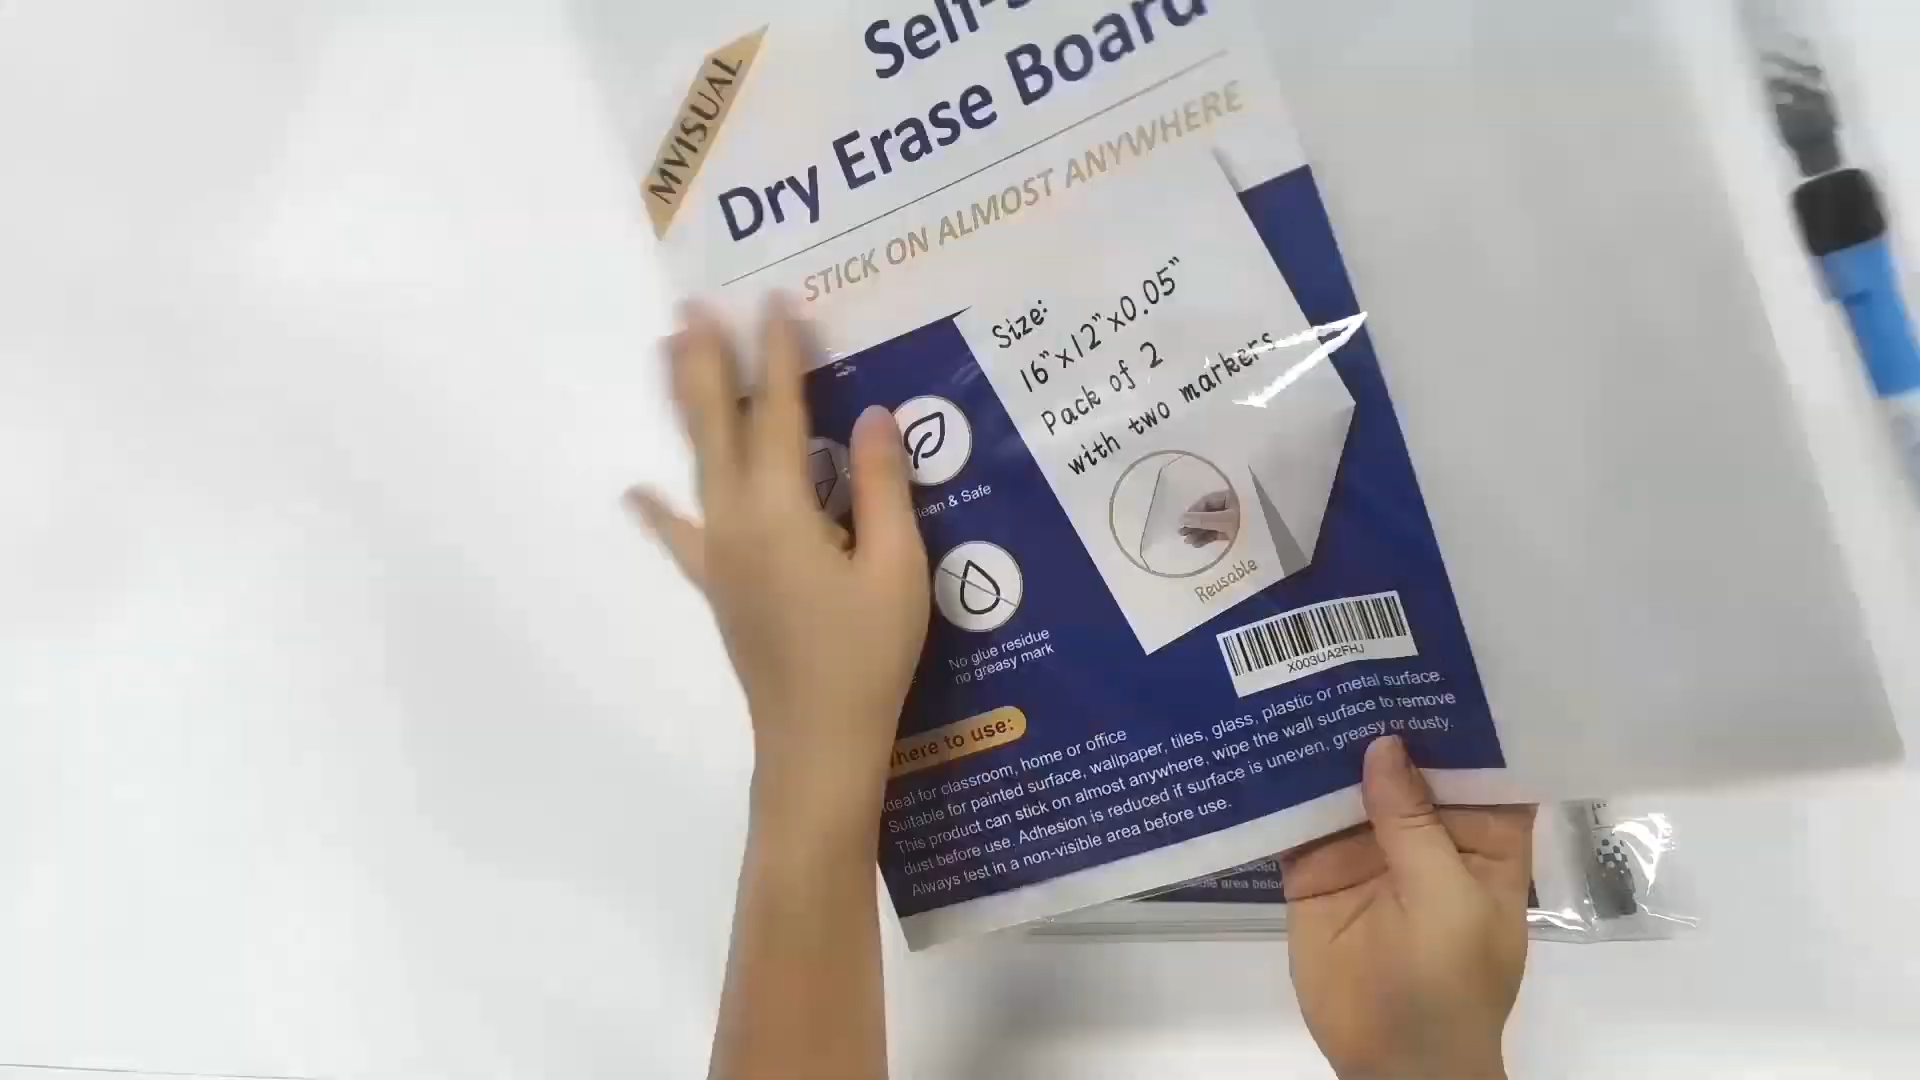 MVISUAL
Dry Erase Board
STICK ON ALMOST ANYWHERE
Size:
16"x12"x0.05"
Pack of 2
with two markers
Reusable
& Safe
No glue residue
no greasy mark
X003UA2FHJ
to use:
for classroom, home or office
Suitable for painted surface, wallpaper, tiles, glass, plastic or metal surface.
This product can stick on almost anywhere, wipe the wall surface to remove
dust before use. Adhesion is reduced if surface is uneven, greasy or dusty.
Always test in a non-visible area before use.